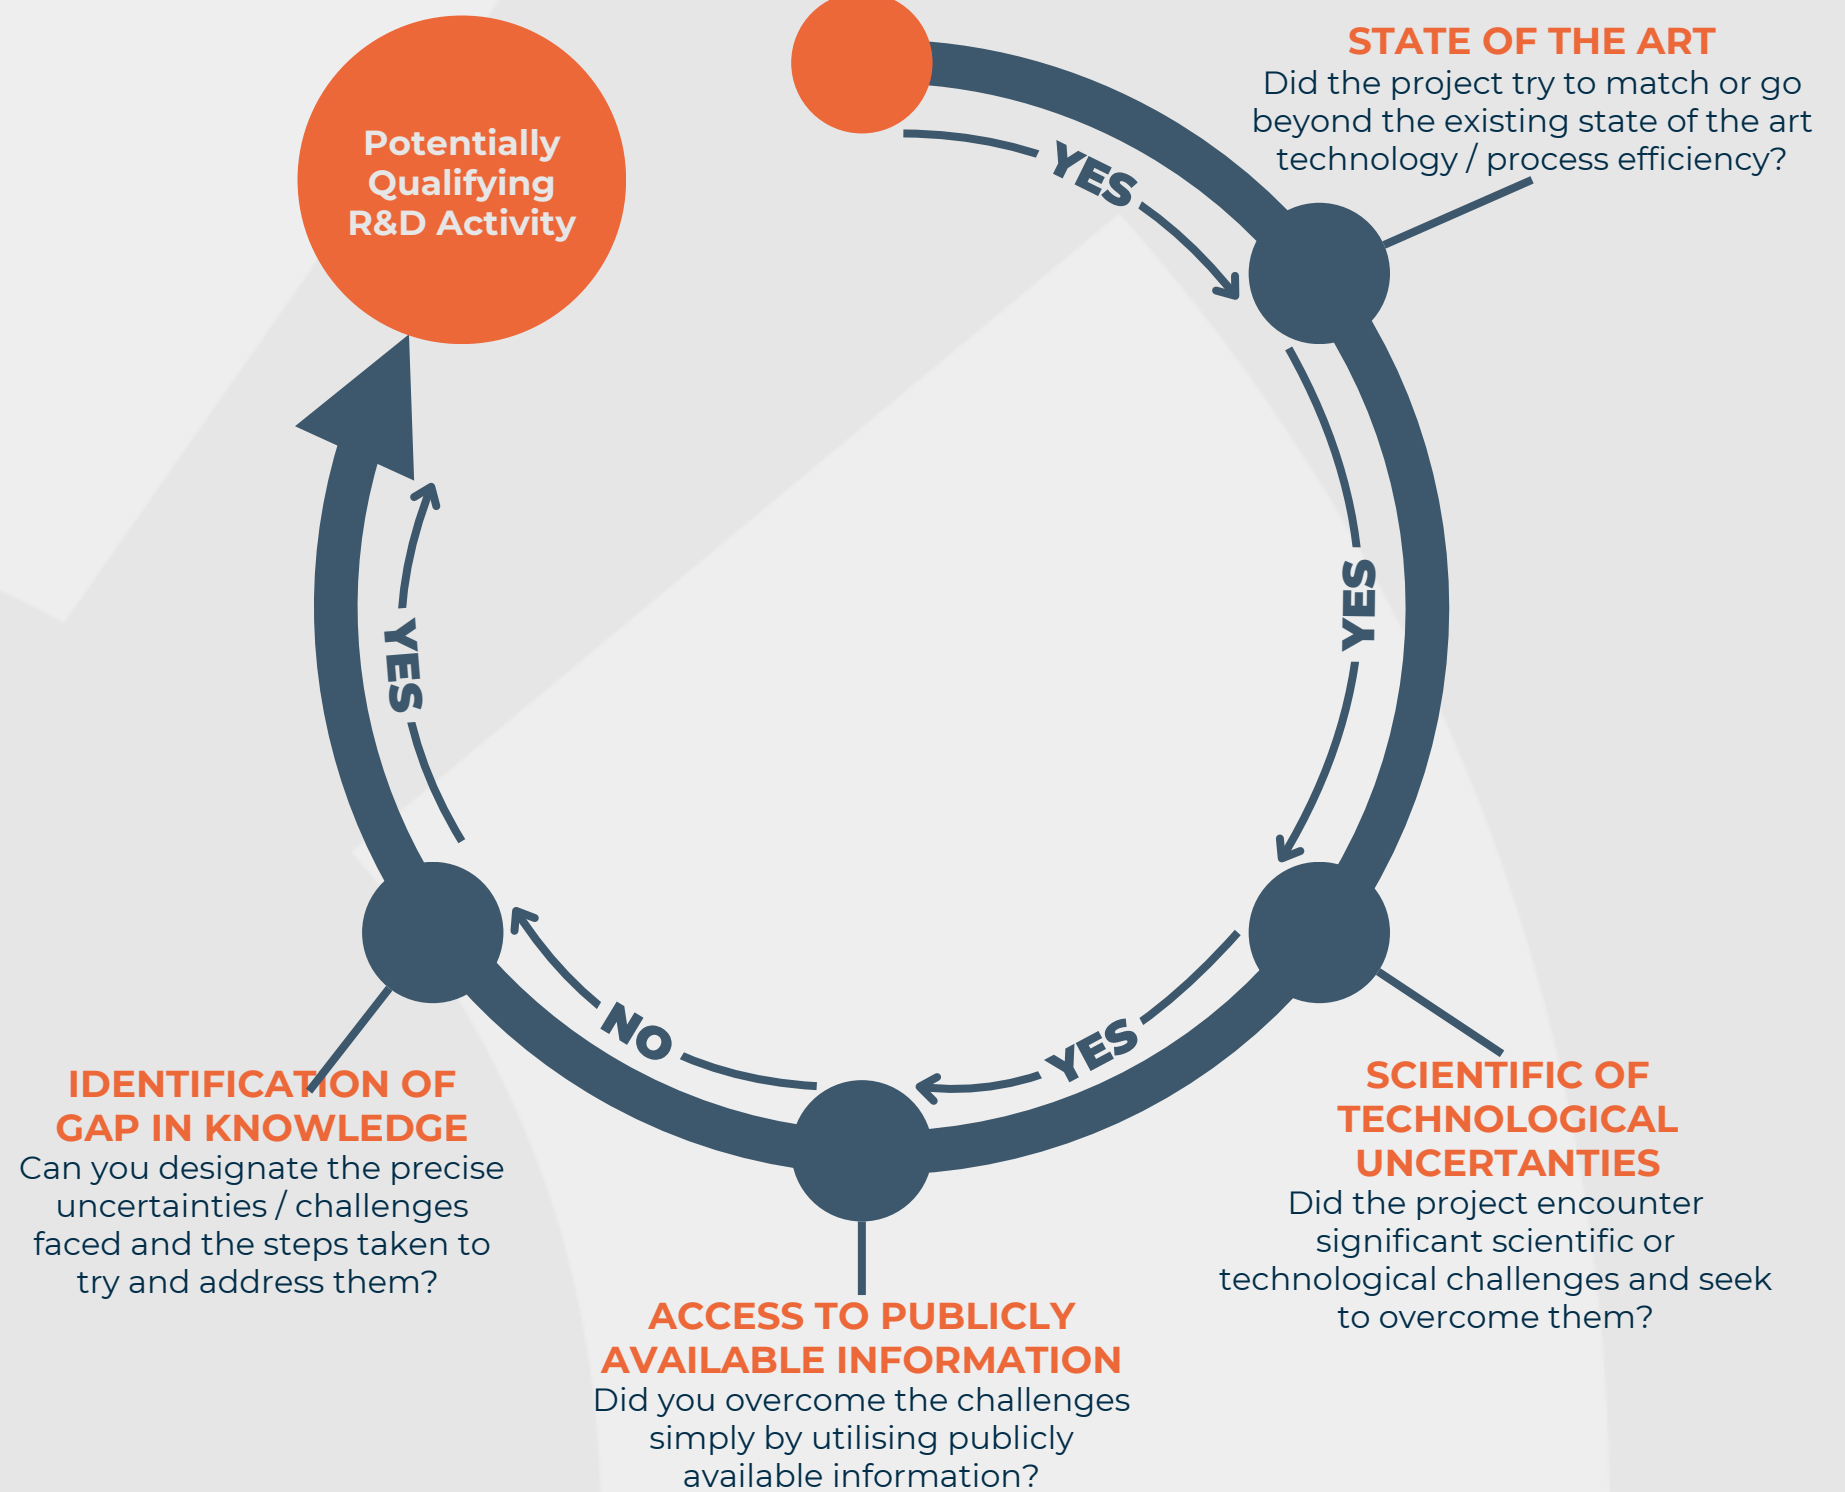 Potentially
Qualifying
R&D Activity
YES
STATE OF THE ART
Did the project try to match or go
beyond the existing state of the art
technology / process efficiency?
YES
SCIENTIFIC OF
TECHNOLOGICAL
UNCERTANTIES
Did the project encounter
significant scientific or
technological challenges and seek
to overcome them?
YES
ACCESS TO PUBLICLY
AVAILABLE INFORMATION
Did you overcome the challenges
simply by utilising publicly
available information?
NO
IDENTIFICATION OF
GAP IN KNOWLEDGE
Can you designate the precise
uncertainties / challenges
faced and the steps taken to
try and address them?
YES